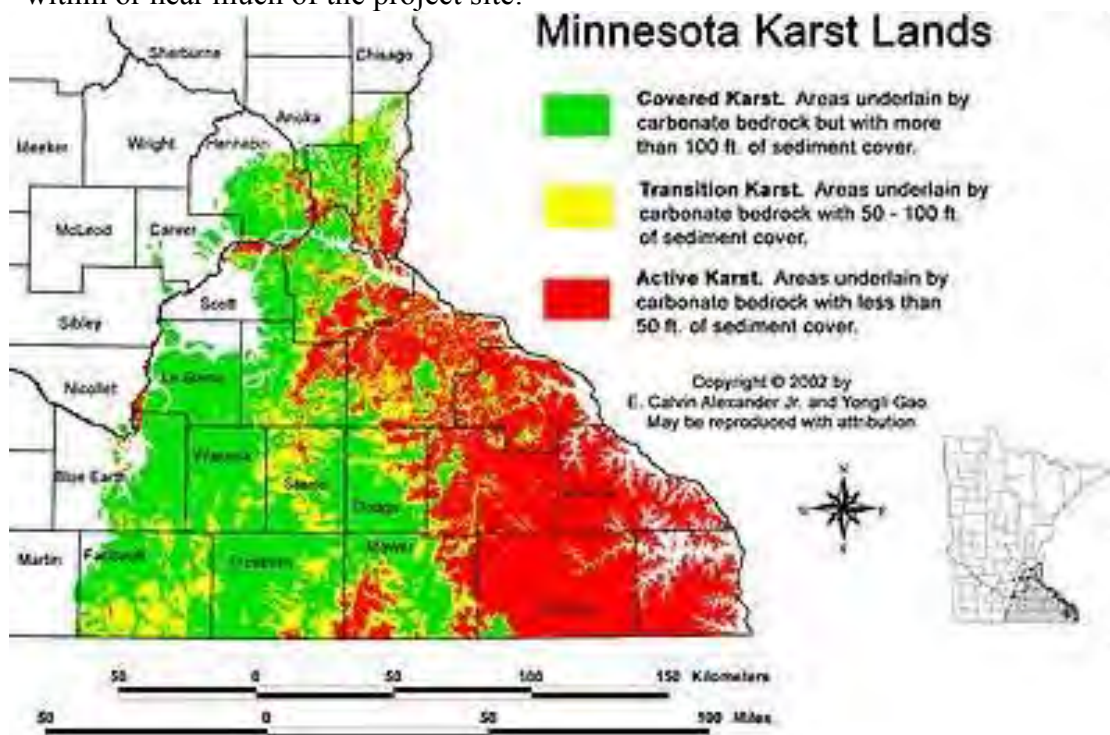 within or near much of the project site.
Minnesota Karst Lands
Covered Karst. Areas underlain by
carbonate bedrock but with more
than 100 ft. of sediment cover.
Transition Karst. Areas underlain by
carbonate bedrock with 50 - 100 ft.
of sediment cover.
Active Karst. Areas underlain by
carbonate bedrock with less than
50 ft. of sediment cover.
Copyright © 2002 by
E. Calvin Alexander Jr. and Yongli Gao.
May be reproduced with attribution
Sherburne
Chisago
Anoka
Meeker
Wright
Hennepin
McLeod
Carver
Scott
Sibley
Nicollet
Le Sueur
Blue Earth
Waseca
Steele
Dodge
Martin
Faribault
Freeborn
Mower
N
S
E
50 0 50 100 150 Kilometers
50 0 50 100 Miles